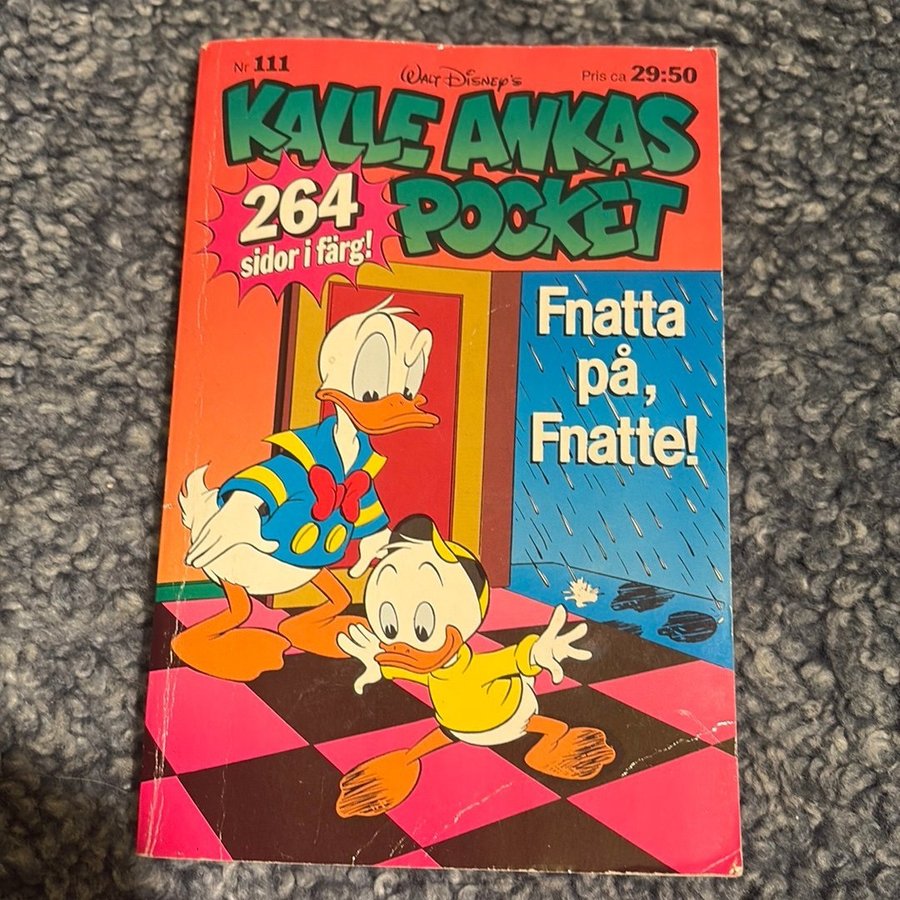 Nr 111
Walt Disney's
Pris ca 29:50
KALLE ANKAS
POCKET
264
sidor i färg!
Fnatta
på,
Fnatte!